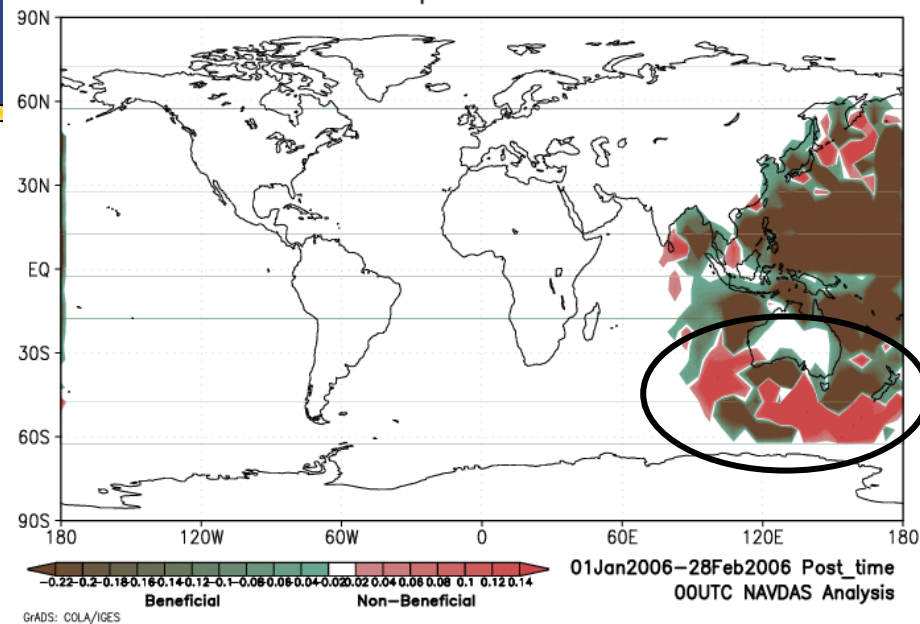 90N
60N
30N
EQ
30S
60S
90S
180 120W 60W 0 60E 120E 180
-0.22-0.2-0.18-0.16-0.14-0.12-0.1-0.08-0.06-0.04-0.02 0.02 0.04 0.06 0.08 0.1 0.12 0.14
Beneficial Non-Beneficial
01Jan2006-28Feb2006 Post_time
00UTC NAVDAS Analysis
GrADS: COLA/IGES